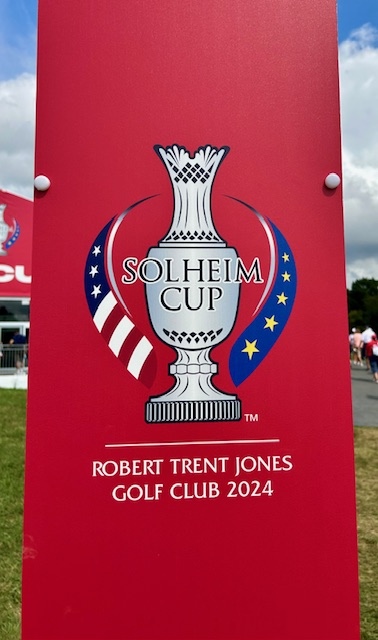 SOLHEIM
CUP
TM
ROBERT TRENT JONES
GOLF CLUB 2024